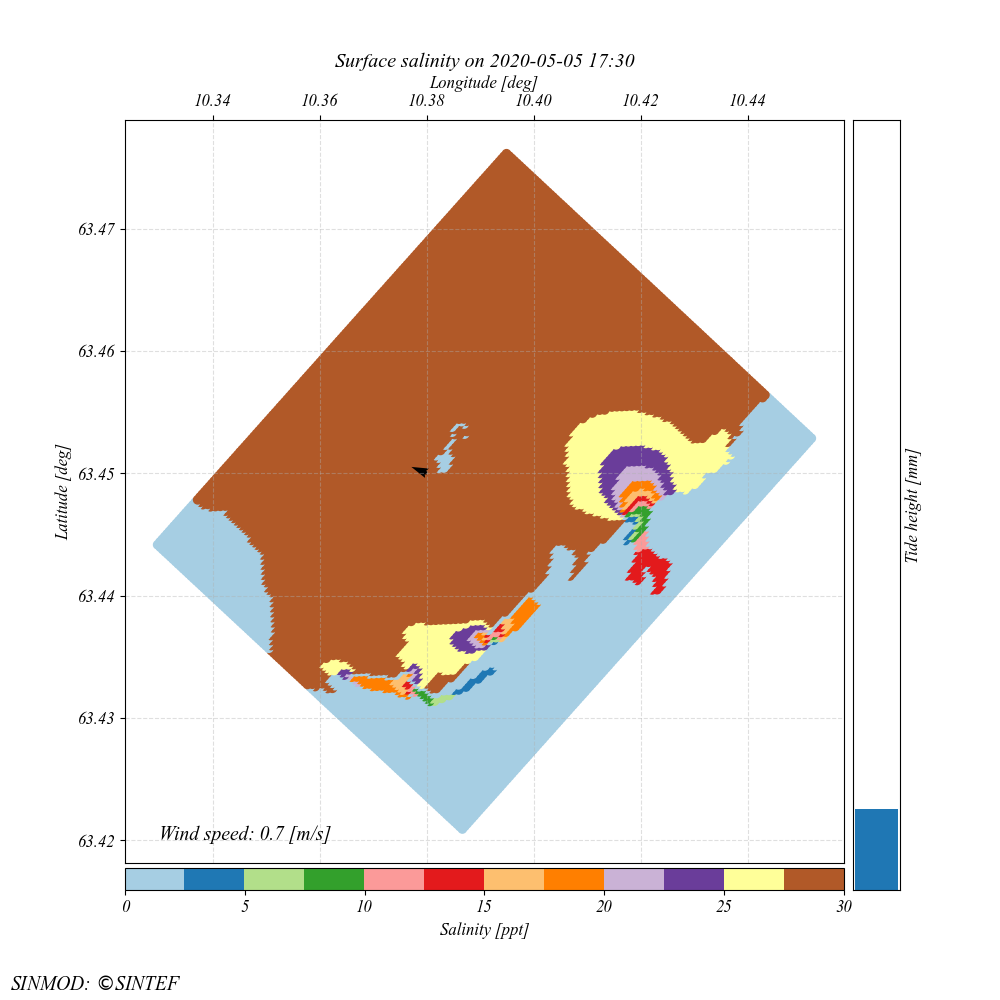 Surface salinity on 2020-05-05 17:30
Longitude [deg]
10.34 10.36 10.38 10.40 10.42 10.44
63.47
63.46
63.45
63.44
63.43
63.42
Latitude [deg]
Tide height [mm]
Wind speed: 0.7 [m/s]
0 5 10 15 20 25 30
Salinity [ppt]
SINMOD: ©SINTEF